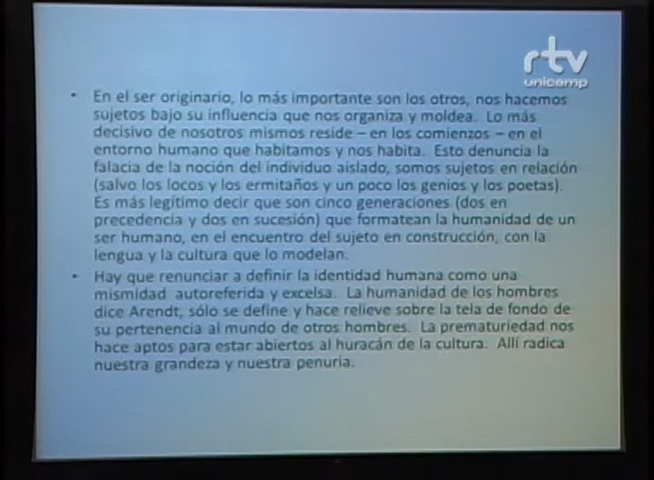 rtv
unicamp
• En el ser originario, lo más importante son los otros, nos hacemos
sujetos bajo su influencia que nos organiza y moldea. Lo más
decisivo de nosotros mismos reside – en los comienzos – en el
entorno humano que habitamos y nos habita. Esto denuncia la
falacia de la noción del individuo aislado, somos sujetos en relación
(salvo los locos y los ermitaños y un poco los genios y los poetas).
Es más legítimo decir que son cinco generaciones (dos en
precedencia y dos en sucesión) que formatean la humanidad de un
ser humano, en el encuentro del sujeto en construcción, con la
lengua y la cultura que lo modelan.
• Hay que renunciar a definir la identidad humana como una
mismidad autoreferida y excelsa. La humanidad de los hombres
dice Arendt, sólo se define y hace relieve sobre la tela de fondo de
su pertenencia al mundo de otros hombres. La prematuriedad nos
hace aptos para estar abiertos al huracán de la cultura. Allí radica
nuestra grandeza y nuestra penuria.